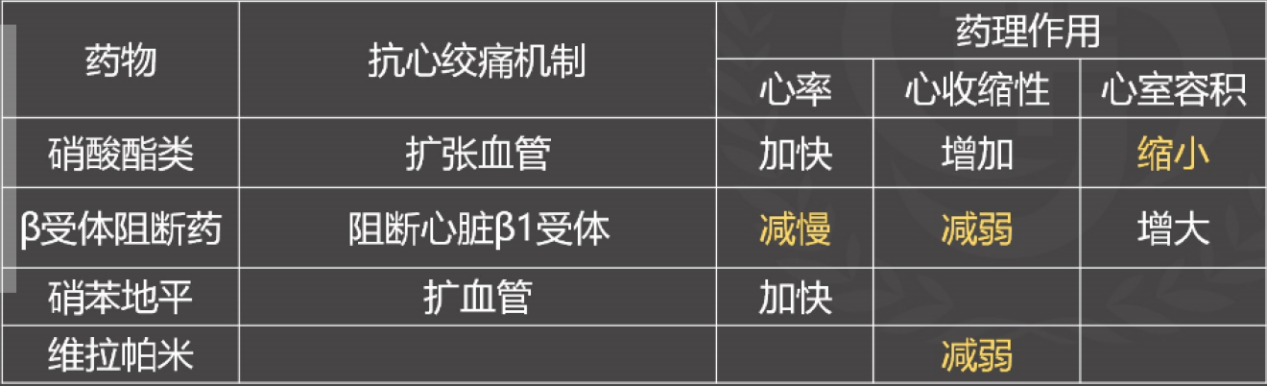 药物 抗心绞痛机制 药理作用
心率 心收缩性 心室容积
硝酸酯类 扩张血管 加快 增加 缩小
β受体阻断药 阻断心脏β1受体 减慢 减弱 增大
硝苯地平 扩血管 加快
维拉帕米 减弱